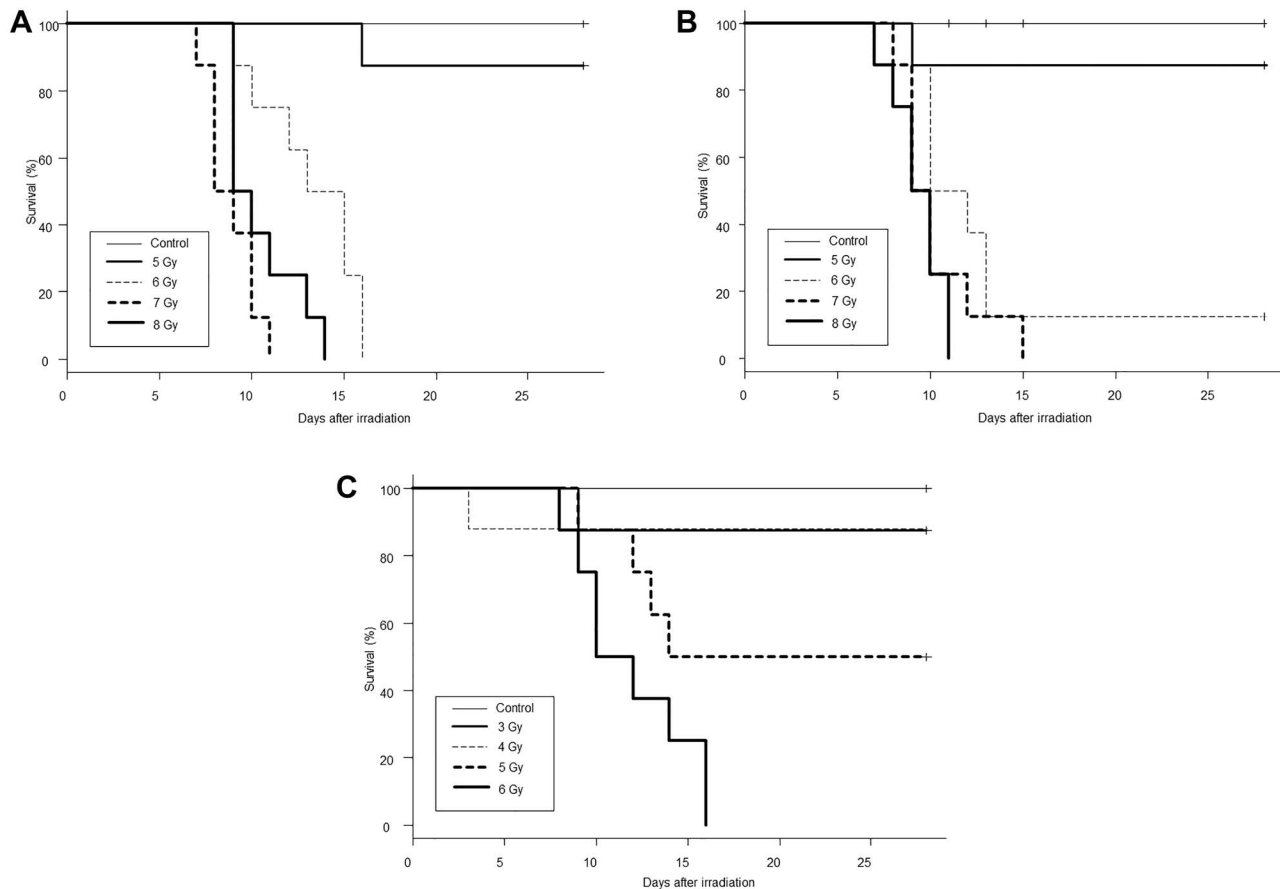 A
100
80
60
40
20
0
Survival (%)
Control
5 Gy
6 Gy
7 Gy
8 Gy
0 5 10 15 20 25
Days after irradiation
B
100
80
60
40
20
0
Survival (%)
Control
5 Gy
6 Gy
7 Gy
8 Gy
0 5 10 15 20 25
Days after irradiation
C
100
80
60
40
20
0
Survival (%)
Control
3 Gy
4 Gy
5 Gy
6 Gy
0 5 10 15 20 25
Days after irradiation